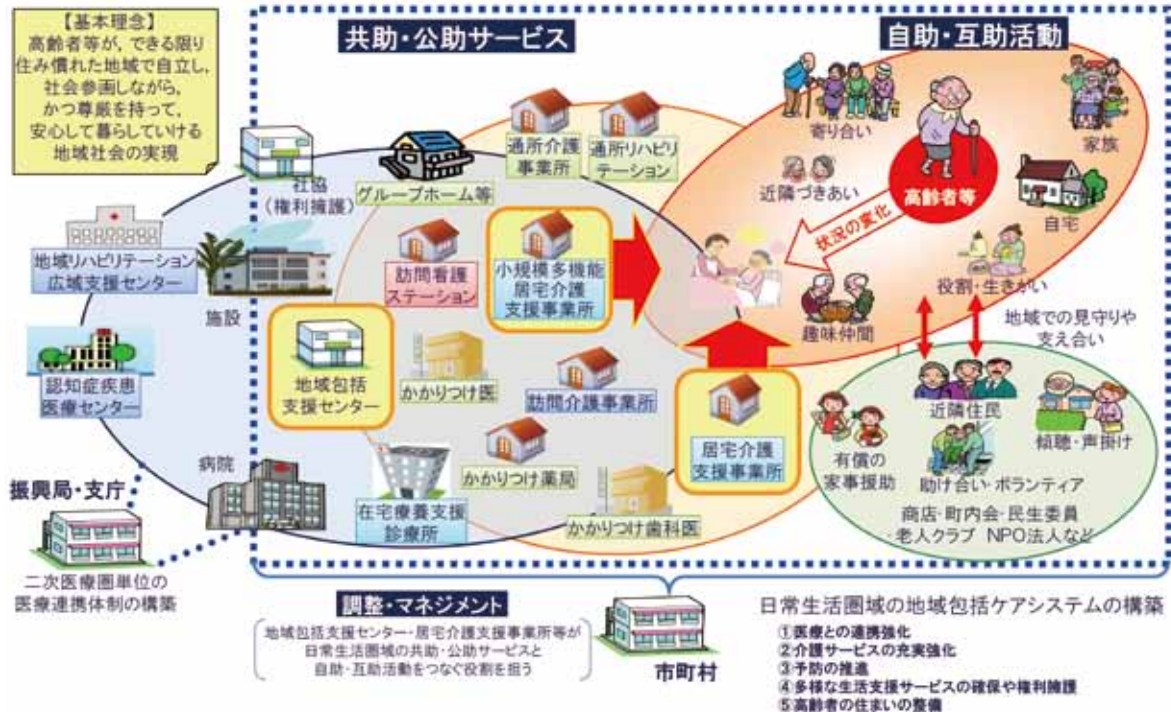 【基本理念】
高齢者等が，できる限り
住み慣れた地域で自立し，
社会参画しながら，
かつ尊厳を持って，
安心して暮らしていける
地域社会の実現
共助・公助サービス
自助・互助活動
寄り合い
家族
近隣づきあい
高齢者等
自宅
状況の変化
役割・生きがい
趣味仲間
社協
（権利擁護）
グループホーム等
通所介護
事業所
通所リハビリ
テーション
地域リハビリテーション
広域支援センター
施設
訪問看護
ステーション
小規模多機能
居宅介護
支援事業所
認知症疾患
医療センター
地域包括
支援センター
かかりつけ医
訪問介護事業所
居宅介護
支援事業所
かかりつけ薬局
病院
在宅療養支援
診療所
かかりつけ歯科医
地域での見守りや
支え合い
近隣住民
傾聴・声掛け
有償の
家事援助
助け合い・ボランティア
商店・町内会・民生委員
・老人クラブ NPO法人など
振興局・支庁
二次医療圏単位の
医療連携体制の構築
調整・マネジメント
地域包括支援センター・居宅介護支援事業所等が
日常生活圏域の共助・公助サービスと
自助・互助活動をつなぐ役割を担う
市町村
日常生活圏域の地域包括ケアシステムの構築
①医療との連携強化
②介護サービスの充実強化
③予防の推進
④多様な生活支援サービスの確保や権利擁護
⑤高齢者の住まいの整備